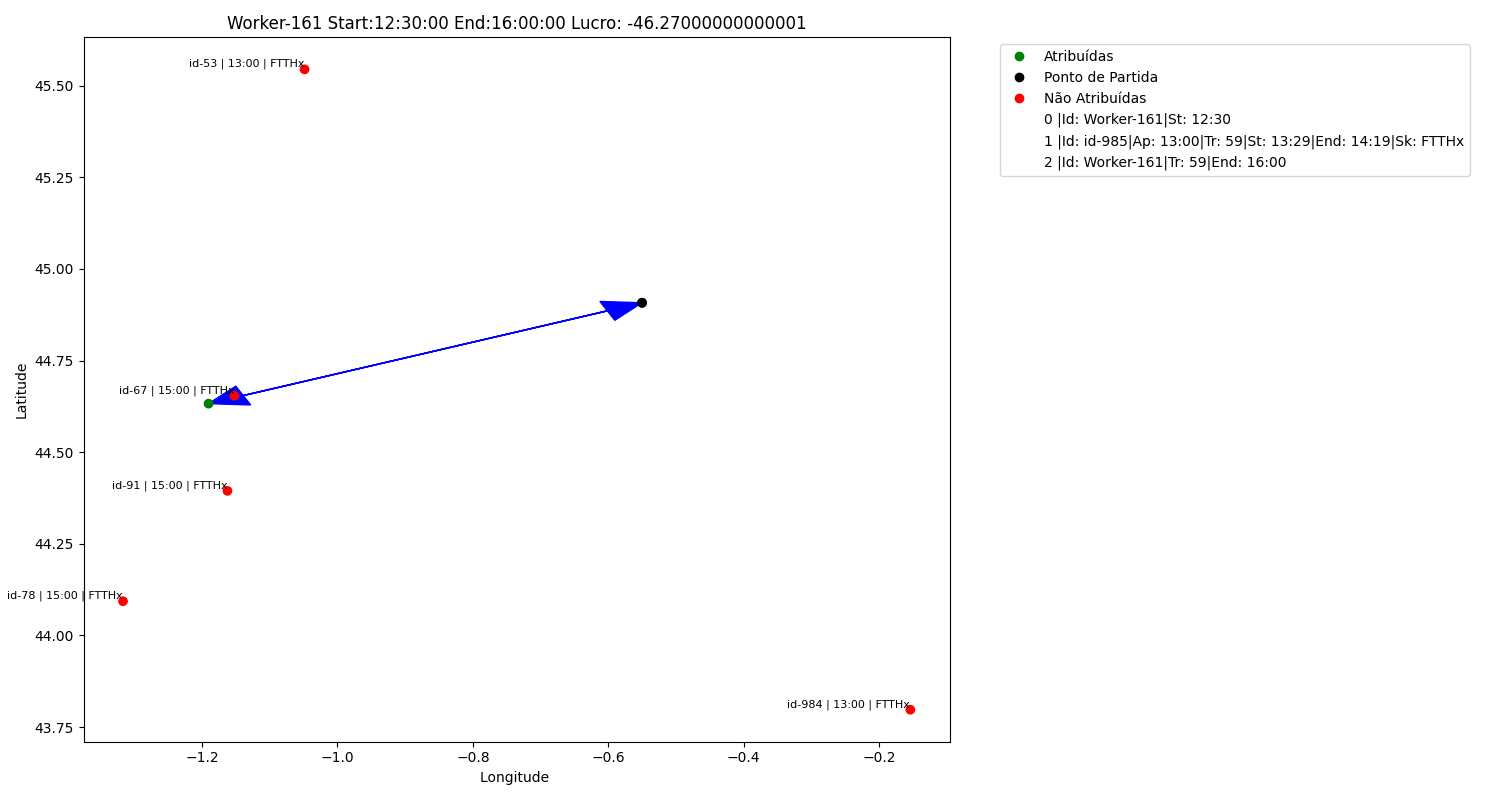 Worker-161 Start:12:30:00 End:16:00:00 Lucro: -46.27000000000001
Atribuídas
Ponto de Partida
Não Atribuídas
0 |Id: Worker-161|St: 12:30
1 |Id: id-985|Ap: 13:00|Tr: 59|St: 13:29|End: 14:19|Sk: FTTHx
2 |Id: Worker-161|Tr: 59|End: 16:00
id-53 | 13:00 | FTTHx
45.50
45.25
45.00
44.75
Latitude
id-67 | 15:00 | FTTHx
44.50
id-91 | 15:00 | FTTHx
44.25
id-78 | 15:00 | FTTHx
44.00
id-984 | 13:00 | FTTHx
43.75
−1.2
−1.0
−0.8
−0.6
−0.4
−0.2
Longitude